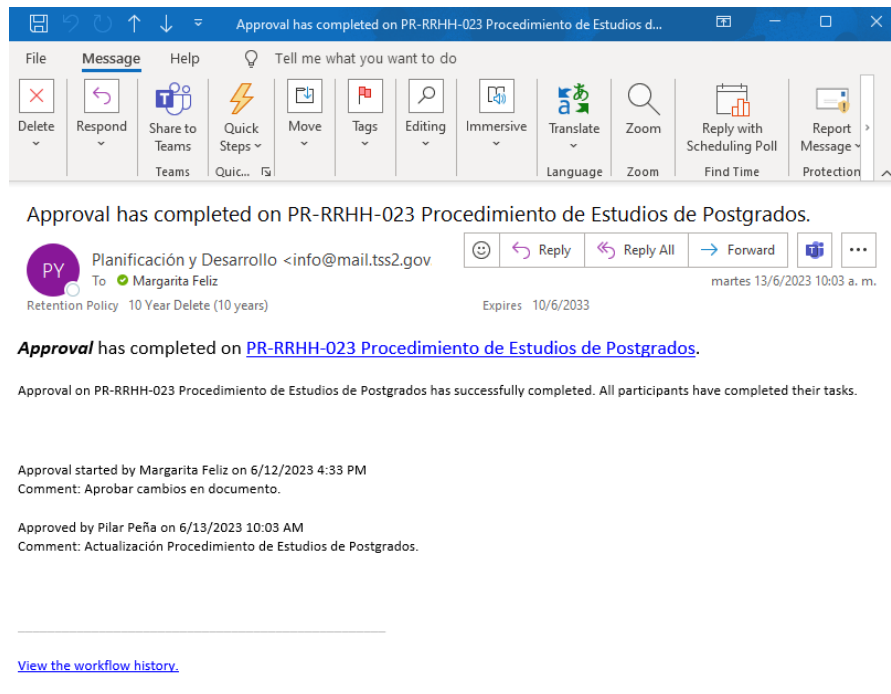 Approval has completed on PR-RRHH-023 Procedimiento de Estudios d...
File Message Help Tell me what you want to do
Delete Respond Share to Teams Quick Steps Move Tags Editing Immersive Translate Zoom Reply with Scheduling Poll Report Message
Teams Quic... Language Zoom Find Time Protection
Approval has completed on PR-RRHH-023 Procedimiento de Estudios de Postgrados.
PY
Planificación y Desarrollo <info@mail.tss2.gov
Reply Reply All Forward
To Margarita Feliz
martes 13/6/2023 10:03 a. m.
Retention Policy 10 Year Delete (10 years) Expires 10/6/2033
Approval has completed on PR-RRHH-023 Procedimiento de Estudios de Postgrados.
Approval on PR-RRHH-023 Procedimiento de Estudios de Postgrados has successfully completed. All participants have completed their tasks.
Approval started by Margarita Feliz on 6/12/2023 4:33 PM
Comment: Aprobar cambios en documento.
Approved by Pilar Peña on 6/13/2023 10:03 AM
Comment: Actualización Procedimiento de Estudios de Postgrados.
View the workflow history.